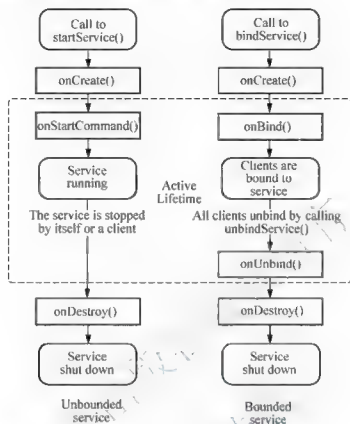 Call to
startService()
onCreate()
onStartCommand()
Service
running
The service is stopped
by itself or a client
onDestroy()
Service
shut down
Unbounded
service
Active
Lifetime
Call to
bindService()
onCreate()
onBind()
Clients are
bound to
service
All clients unbind by calling
unbindService()
onUnbind()
onDestroy()
Service
shut down
Bounded
service